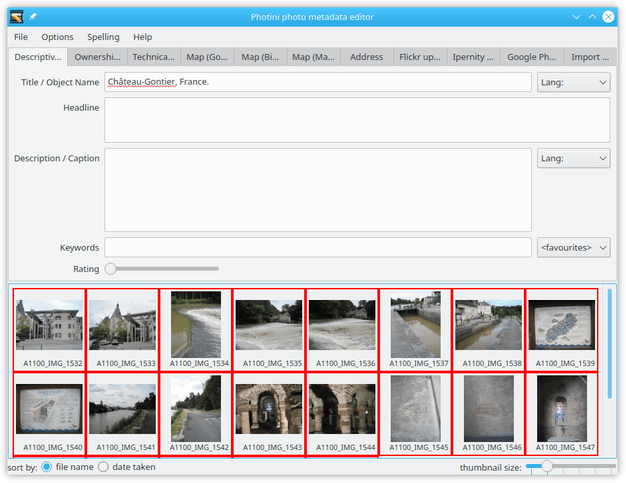 Photini photo metadata editor
File Options Spelling Help
Descriptiv... Ownershi... Technica... Map (Go... Map (Bi... Map (Ma... Address Flickr up... Ipernity ... Google Ph... Import ...
Title / Object Name Château-Gontier, France. Lang:
Headline
Description / Caption Lang:
Keywords <favourites>
Rating
A1100_IMG_1532 A1100_IMG_1533 A1100_IMG_1534 A1100_IMG_1535 A1100_IMG_1536 A1100_IMG_1537 A1100_IMG_1538 A1100_IMG_1539
A1100_IMG_1540 A1100_IMG_1541 A1100_IMG_1542 A1100_IMG_1543 A1100_IMG_1544 A1100_IMG_1545 A1100_IMG_1546 A1100_IMG_1547
sort by: file name date taken thumbnail size: